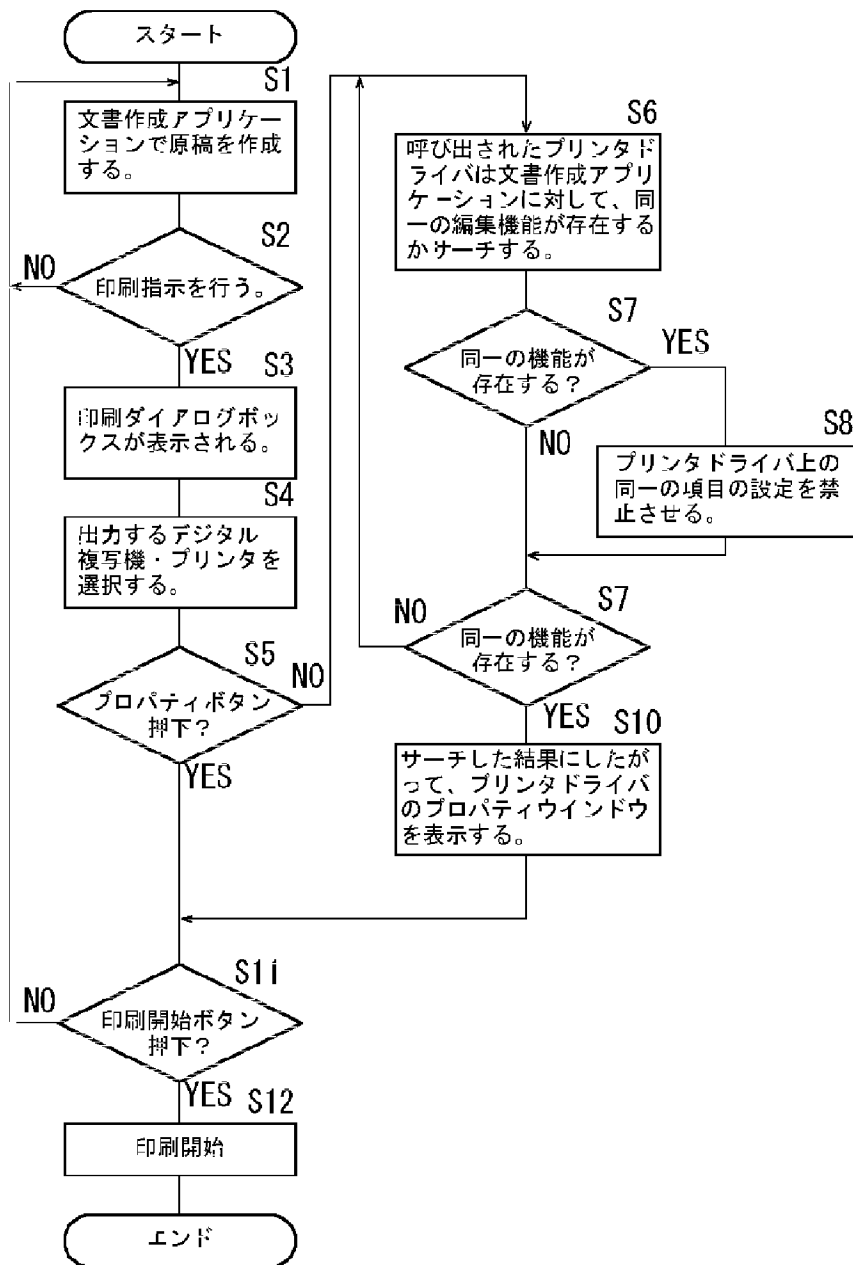 スタート
S1
文書作成アプリケー
ションで原稿を作成
する。
S2
NO
印刷指示を行う。
YES
S3
印刷ダイアログボッ
クスが表示される。
S4
出力するデジタル
複写機・プリンタを
選択する。
S5
NO
プロパティボタン
押下?
YES
S6
呼び出されたプリンタド
ライバは文書作成アプリ
ケーションに対して、同
一の編集機能が存在する
かサーチする。
S7
YES
同一の機能が
存在する?
NO
S8
プリンタドライバ上の
同一の項目の設定を禁
止させる。
S7
NO
同一の機能が
存在する?
YES
S10
サーチした結果にしたが
って、プリンタドライバ
のプロパティウインドウ
を表示する。
S11
NO
印刷開始ボタン
押下?
YES
S12
印刷開始
エンド